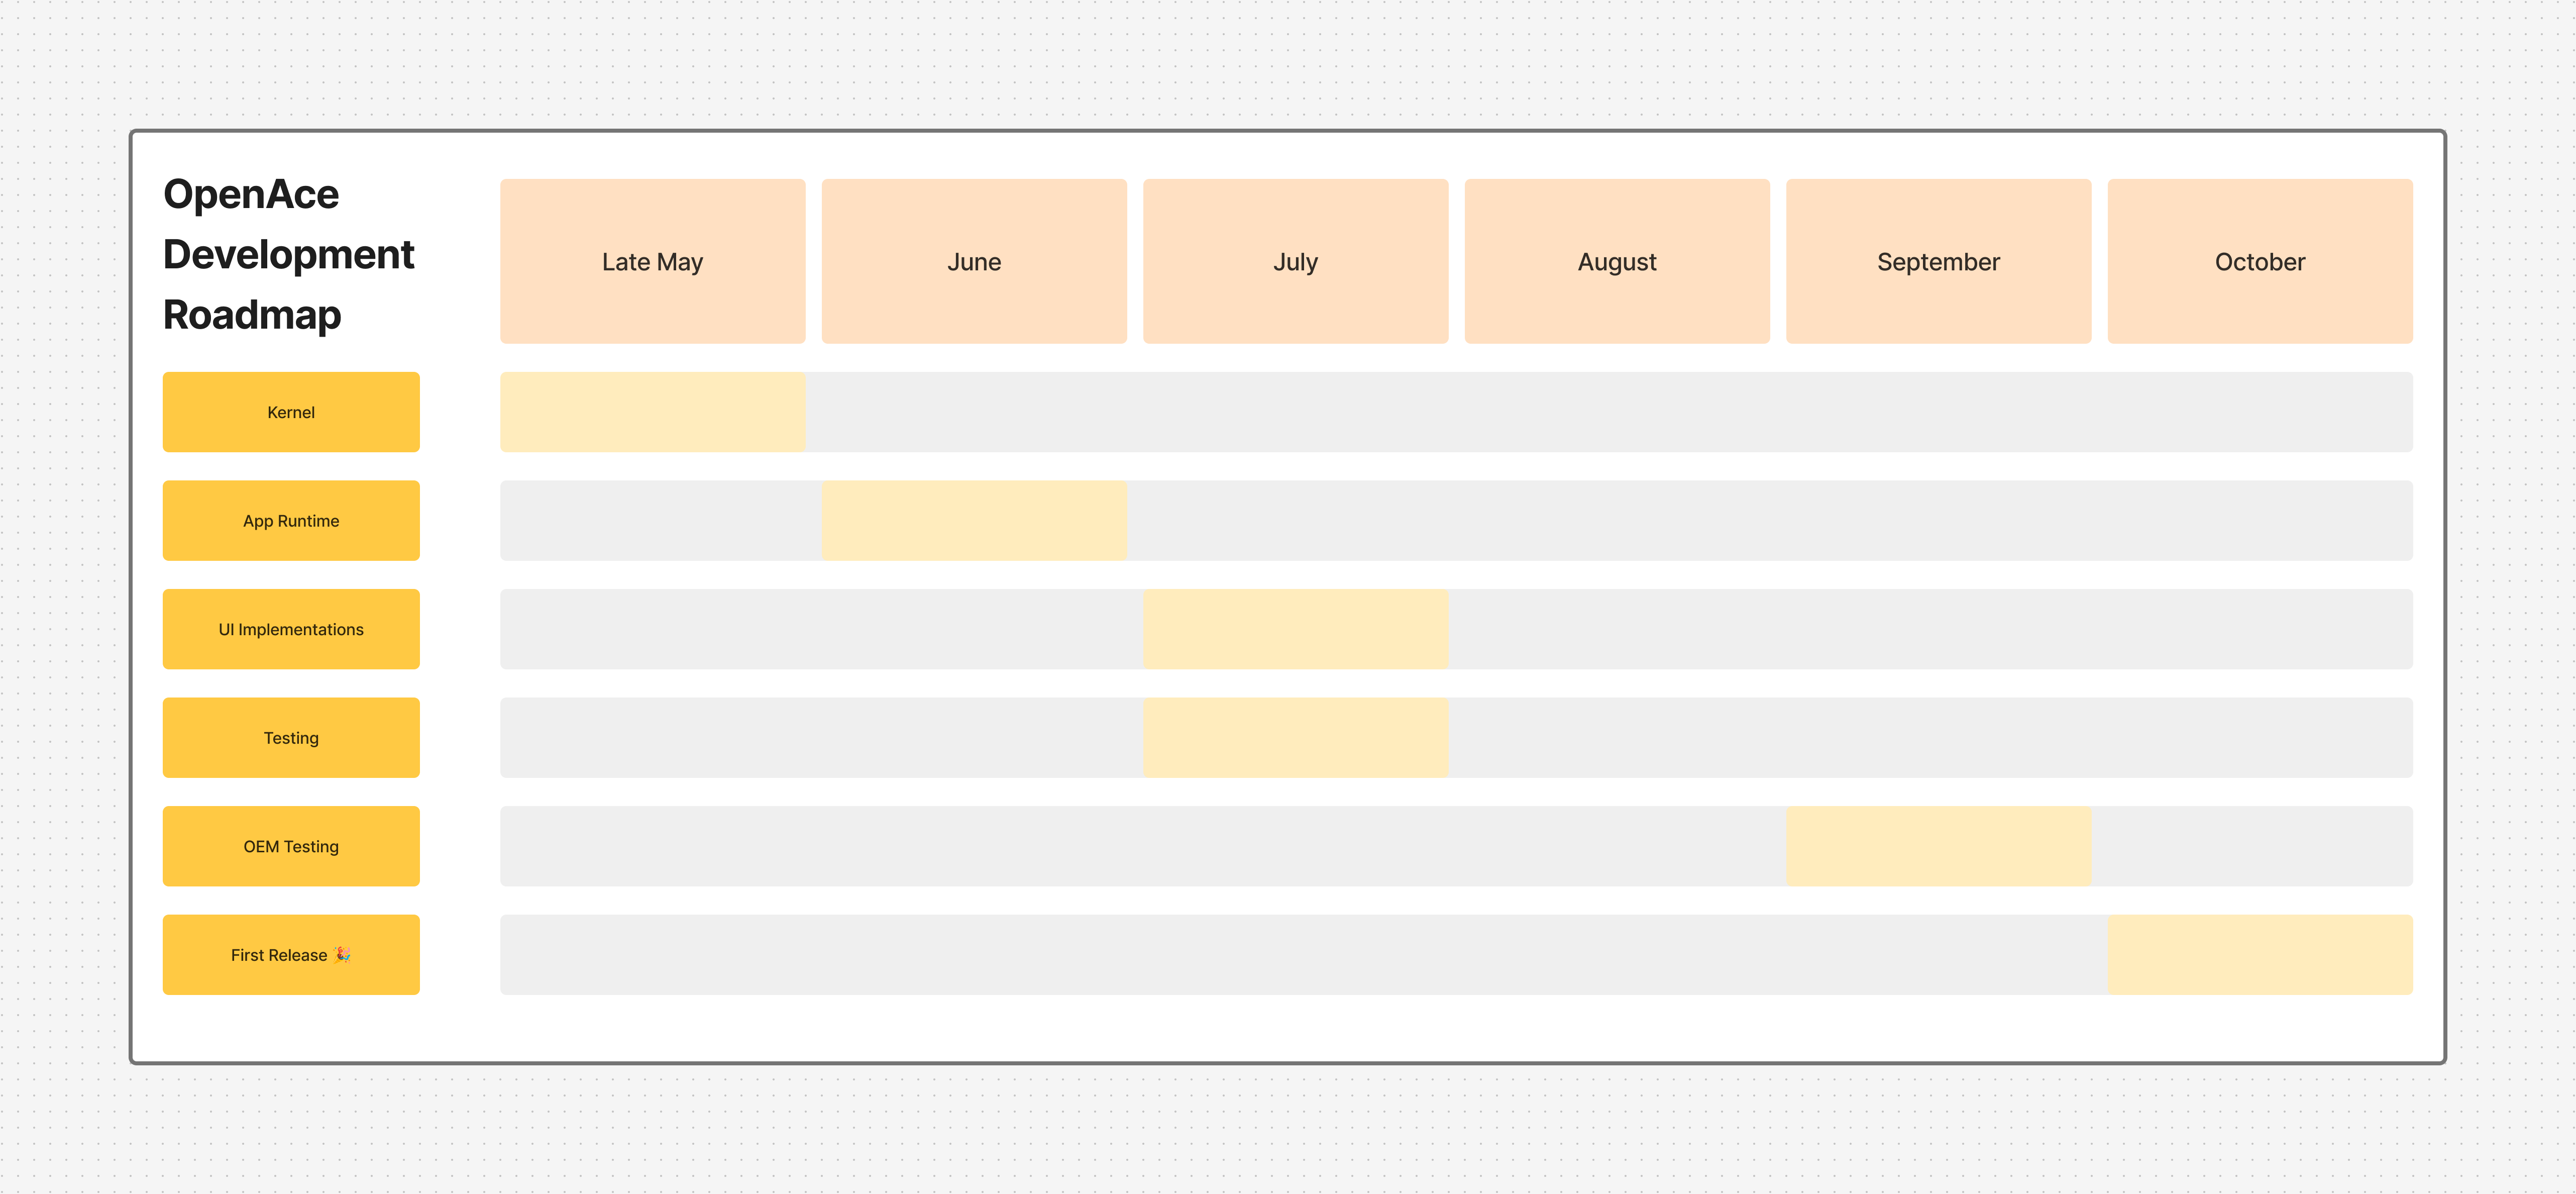 OpenAce
Development
Roadmap
Late May
June
July
August
September
October
Kernel
App Runtime
UI Implementations
Testing
OEM Testing
First Release 🎉